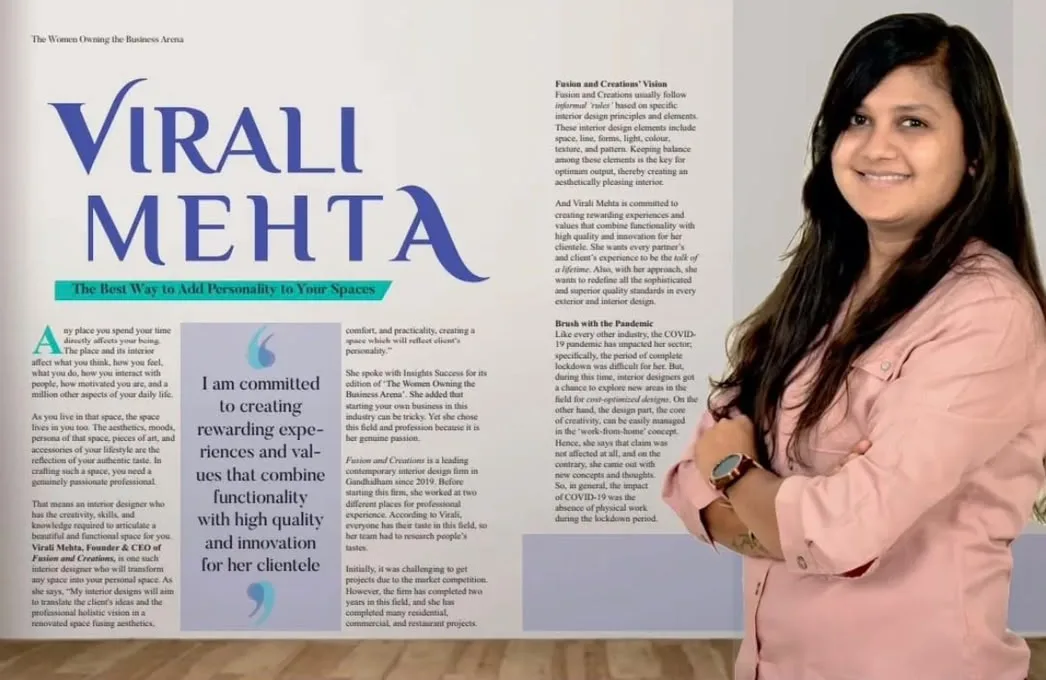 The Women Owning the Business Arena
VIRALI
MEHTA
The Best Way to Add Personality to Your Spaces
Any place you spend your time
directly affects your being.
The place and its interior
affect what you think, how you feel,
what you do, how you interact with
people, how motivated you are, and a
million other aspects of your daily life.
As you live in that space, the space
lives in you too. The aesthetics, moods,
persona of that space, pieces of art, and
accessories of your lifestyle are the
reflection of your authentic taste. In
crafting such a space, you need a
genuinely passionate professional.
That means an interior designer who
has the creativity, skills, and
knowledge required to articulate a
beautiful and functional space for you.
Virali Mehta, Founder & CEO of
Fusion and Creations, is one such
interior designer who will transform
any space into your personal space. As
she says, “My interior designs will aim
to translate the client's ideas and the
professional holistic vision in a
renovated space fusing aesthetics,
“
I am committed
to creating
rewarding expe-
riences and val-
ues that combine
functionality
with high quality
and innovation
for her clientele
”
comfort, and practicality, creating a
space which will reflect client's
personality.”
She spoke with Insights Success for its
edition of ‘The Women Owning the
Business Arena’. She added that
starting your own business in this
industry can be tricky. Yet she chose
this field and profession because it is
her genuine passion.
Fusion and Creations is a leading
contemporary interior design firm in
Gandhidham since 2019. Before
starting this firm, she worked at two
different places for professional
experience. According to Virali,
everyone has their taste in this field, so
her team had to research people's
tastes.
Initially, it was challenging to get
projects due to the market competition.
However, the firm has completed two
years in this field, and she has
completed many residential,
commercial, and restaurant projects.
Fusion and Creations’ Vision
Fusion and Creations usually follow
informal ‘rules’ based on specific
interior design principles and elements.
These interior design elements include
space, line, forms, light, colour,
texture, and pattern. Keeping balance
among these elements is the key for
optimum output, thereby creating an
aesthetically pleasing interior.
And Virali Mehta is committed to
creating rewarding experiences and
values that combine functionality with
high quality and innovation for her
clientele. She wants every partner's
and client's experience to be the talk of
a lifetime. Also, with her approach, she
wants to redefine all the sophisticated
and superior quality standards in every
exterior and interior design.
Brush with the Pandemic
Like every other industry, the COVID-
19 pandemic has impacted her sector;
specifically, the period of complete
lockdown was difficult for her. But,
during this time, interior designers got
a chance to explore new areas in the
field for cost-optimized designs. On the
other hand, the design part, the core
of creativity, can be easily managed
in the ‘work-from-home’ concept.
Hence, she says that claim was
not affected at all, and on the
contrary, she came out with
new concepts and thoughts.
So, in general, the impact
of COVID-19 was the
absence of physical work
during the lockdown period.